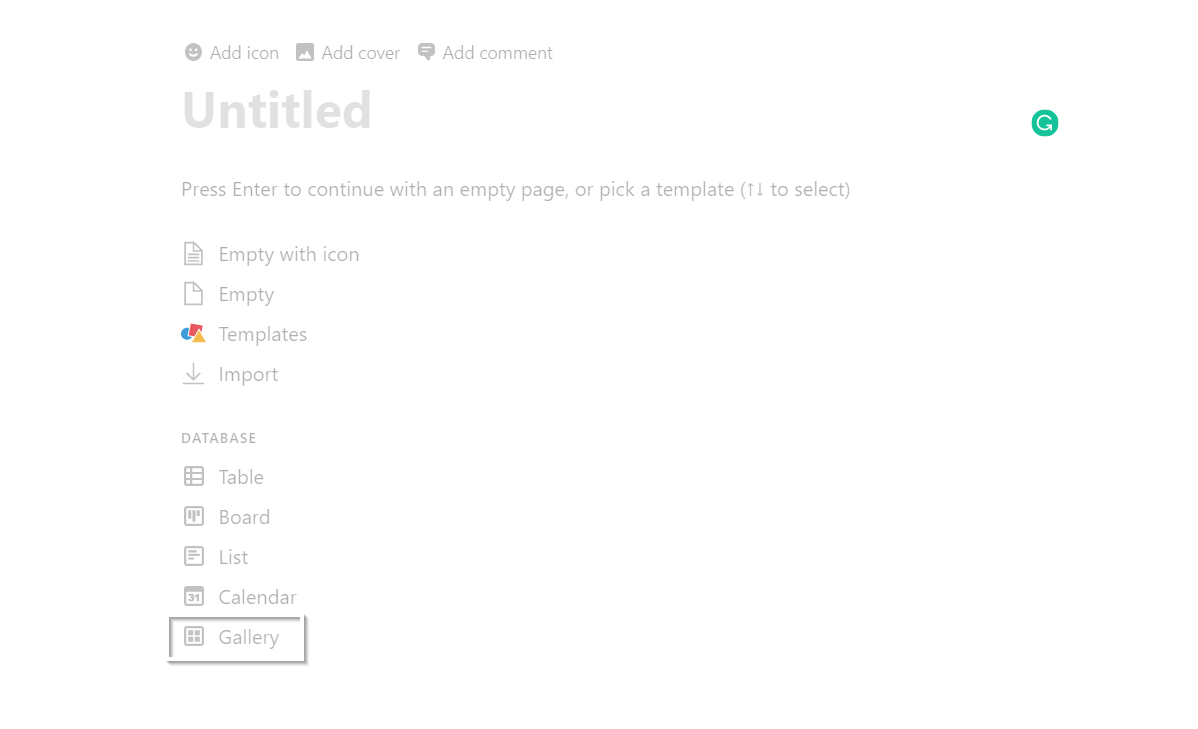 Add icon Add cover Add comment
Untitled
Press Enter to continue with an empty page, or pick a template (↑↓ to select)
Empty with icon
Empty
Templates
Import
DATABASE
Table
Board
List
31 Calendar
Gallery